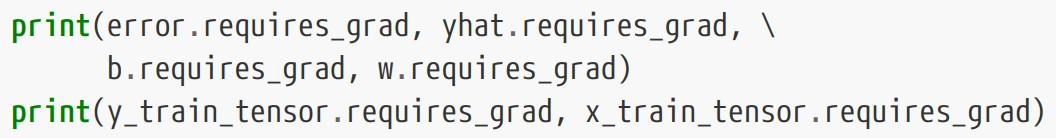 print(error.requires_grad, yhat.requires_grad, \
      b.requires_grad, w.requires_grad)
print(y_train_tensor.requires_grad, x_train_tensor.requires_grad)